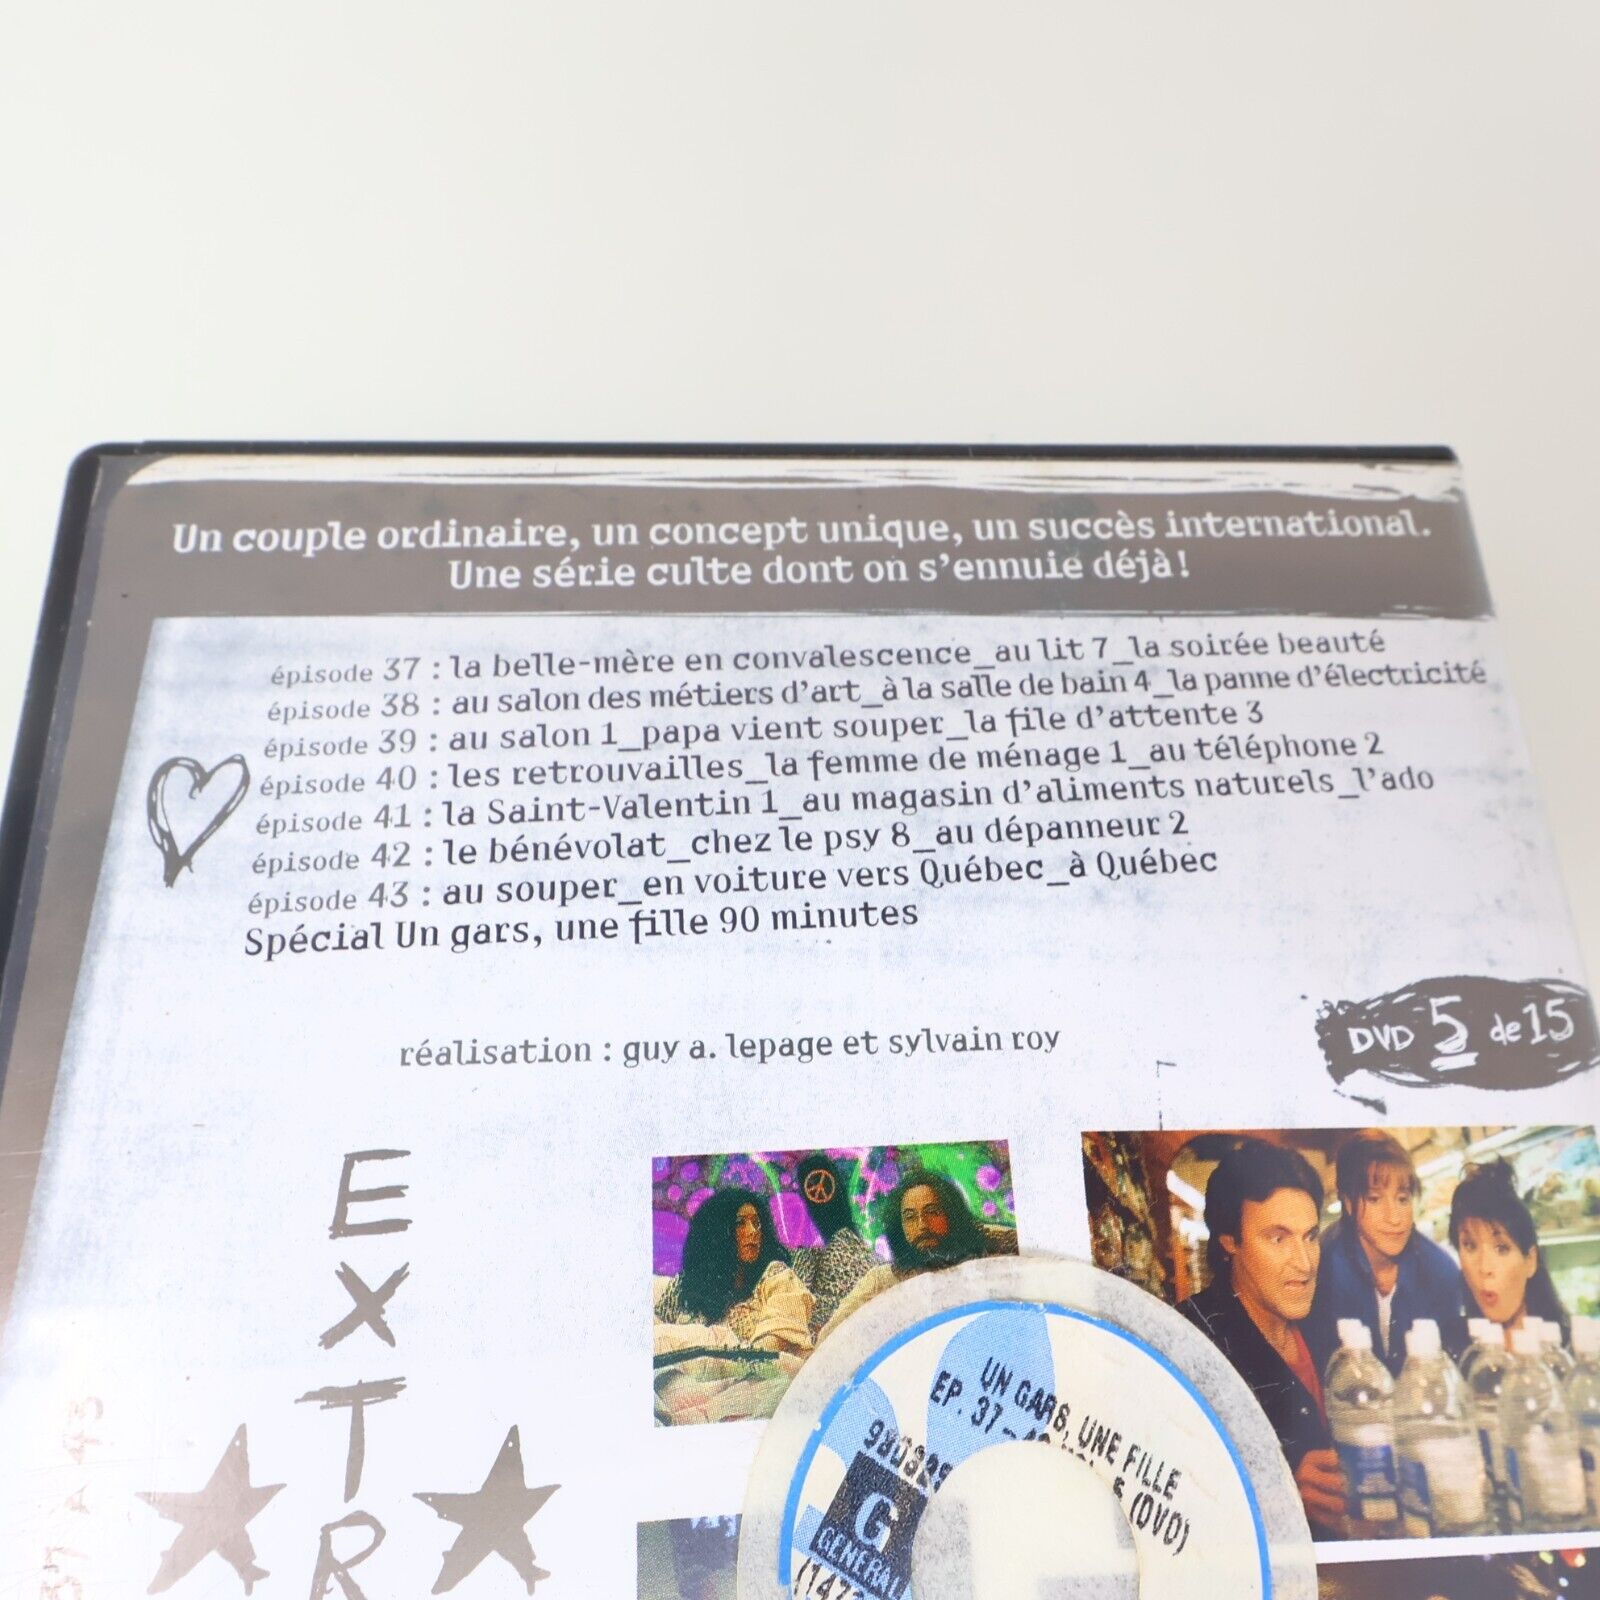 Un couple ordinaire, un concept unique, un succès international.
Une série culte dont on s'ennuie déjà!
épisode 37 : la belle-mère en convalescence_au lit 7_la soirée beauté
épisode 38 : au salon des métiers d'art_à la salle de bain 4_la panne d'électricité
épisode 39 : au salon 1_papa vient souper_la file d'attente 3
épisode 40 : les retrouvailles_la femme de ménage 1_au téléphone 2
épisode 41 : la Saint-Valentin 1_au magasin d'aliments naturels_l'ado
épisode 42 : le bénévolat_chez le psy 8_au dépanneur 2
épisode 43 : au souper_en voiture vers Québec_à Québec
Spécial Un gars, une fille 90 minutes
réalisation : guy a. lepage et sylvain roy
DVD 5 de 15
EXTR
37 à 43
UN GARS, UNE FILLE
EP. 37
(DVD)
G
GENERAL